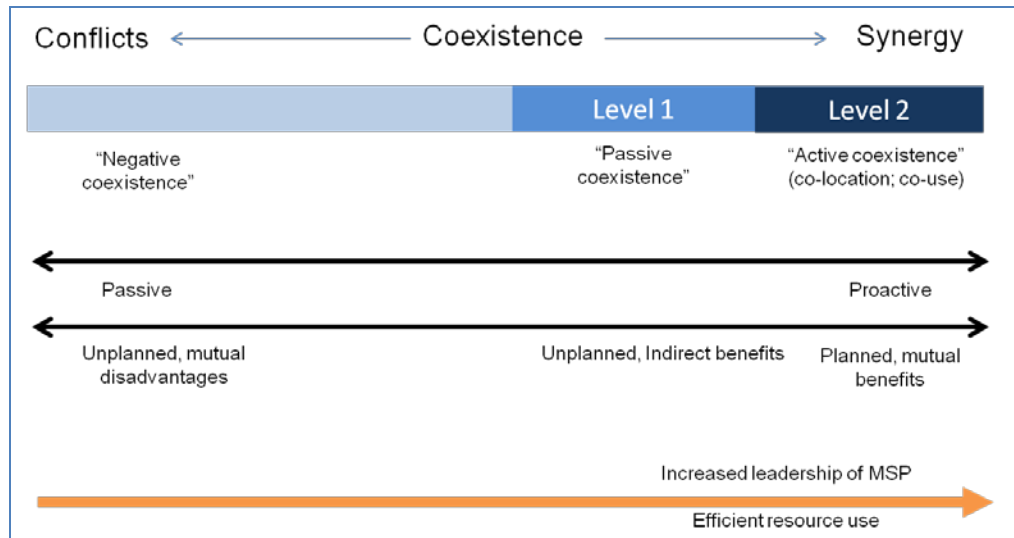 Conflicts Coexistence Synergy
Level 1 Level 2
“Negative “Passive “Active coexistence”
coexistence” coexistence” (co-location; co-use)
Passive Proactive
Unplanned, mutual Unplanned, Indirect benefits Planned, mutual
disadvantages benefits
Increased leadership of MSP
Efficient resource use